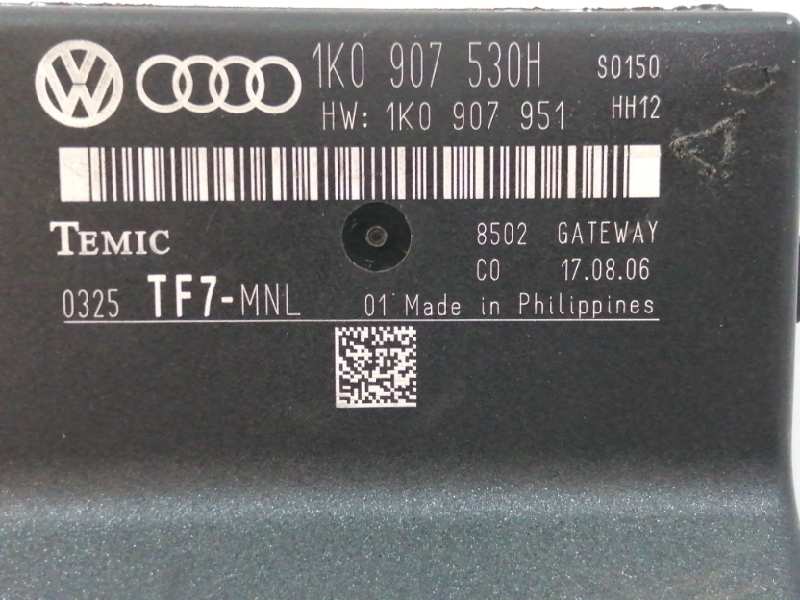 1K0 907 530H S0150
HW: 1K0 907 951 HH12
TEMIC 8502 GATEWAY
C0 17.08.06
0325 TF7-MNL 01 Made in Philippines